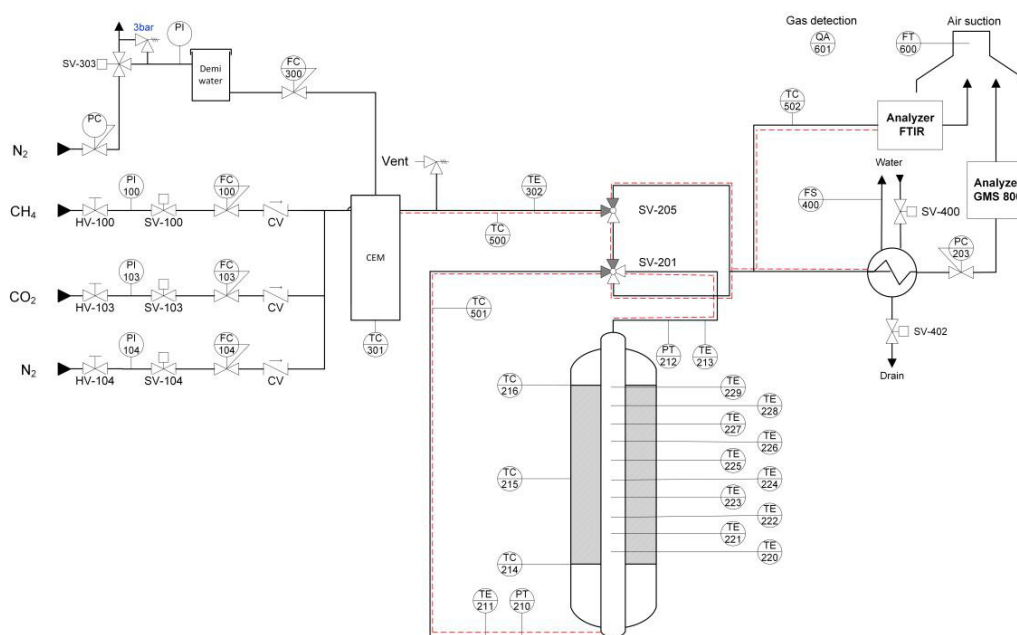 Gas detection
Air suction
QA
601
FT
600
3bar
PI
SV-303
Demi
water
FC
300
PC
N2
TC
502
Analyzer
FTIR
Water
Vent
PI
100
FC
100
CH4
HV-100
SV-100
CV
TE
302
TC
500
SV-205
FS
400
SV-400
Analyze
GMS 800
PC
203
CEM
SV-201
PI
103
FC
103
CO2
HV-103
SV-103
CV
TC
501
TC
301
SV-402
Drain
PI
104
FC
104
N2
HV-104
SV-104
CV
PT
212
TE
213
TC
216
TE
229
TE
228
TE
227
TE
226
TE
225
TC
215
TE
224
TE
223
TE
222
TE
221
TE
220
TC
214
TE
211
PT
210